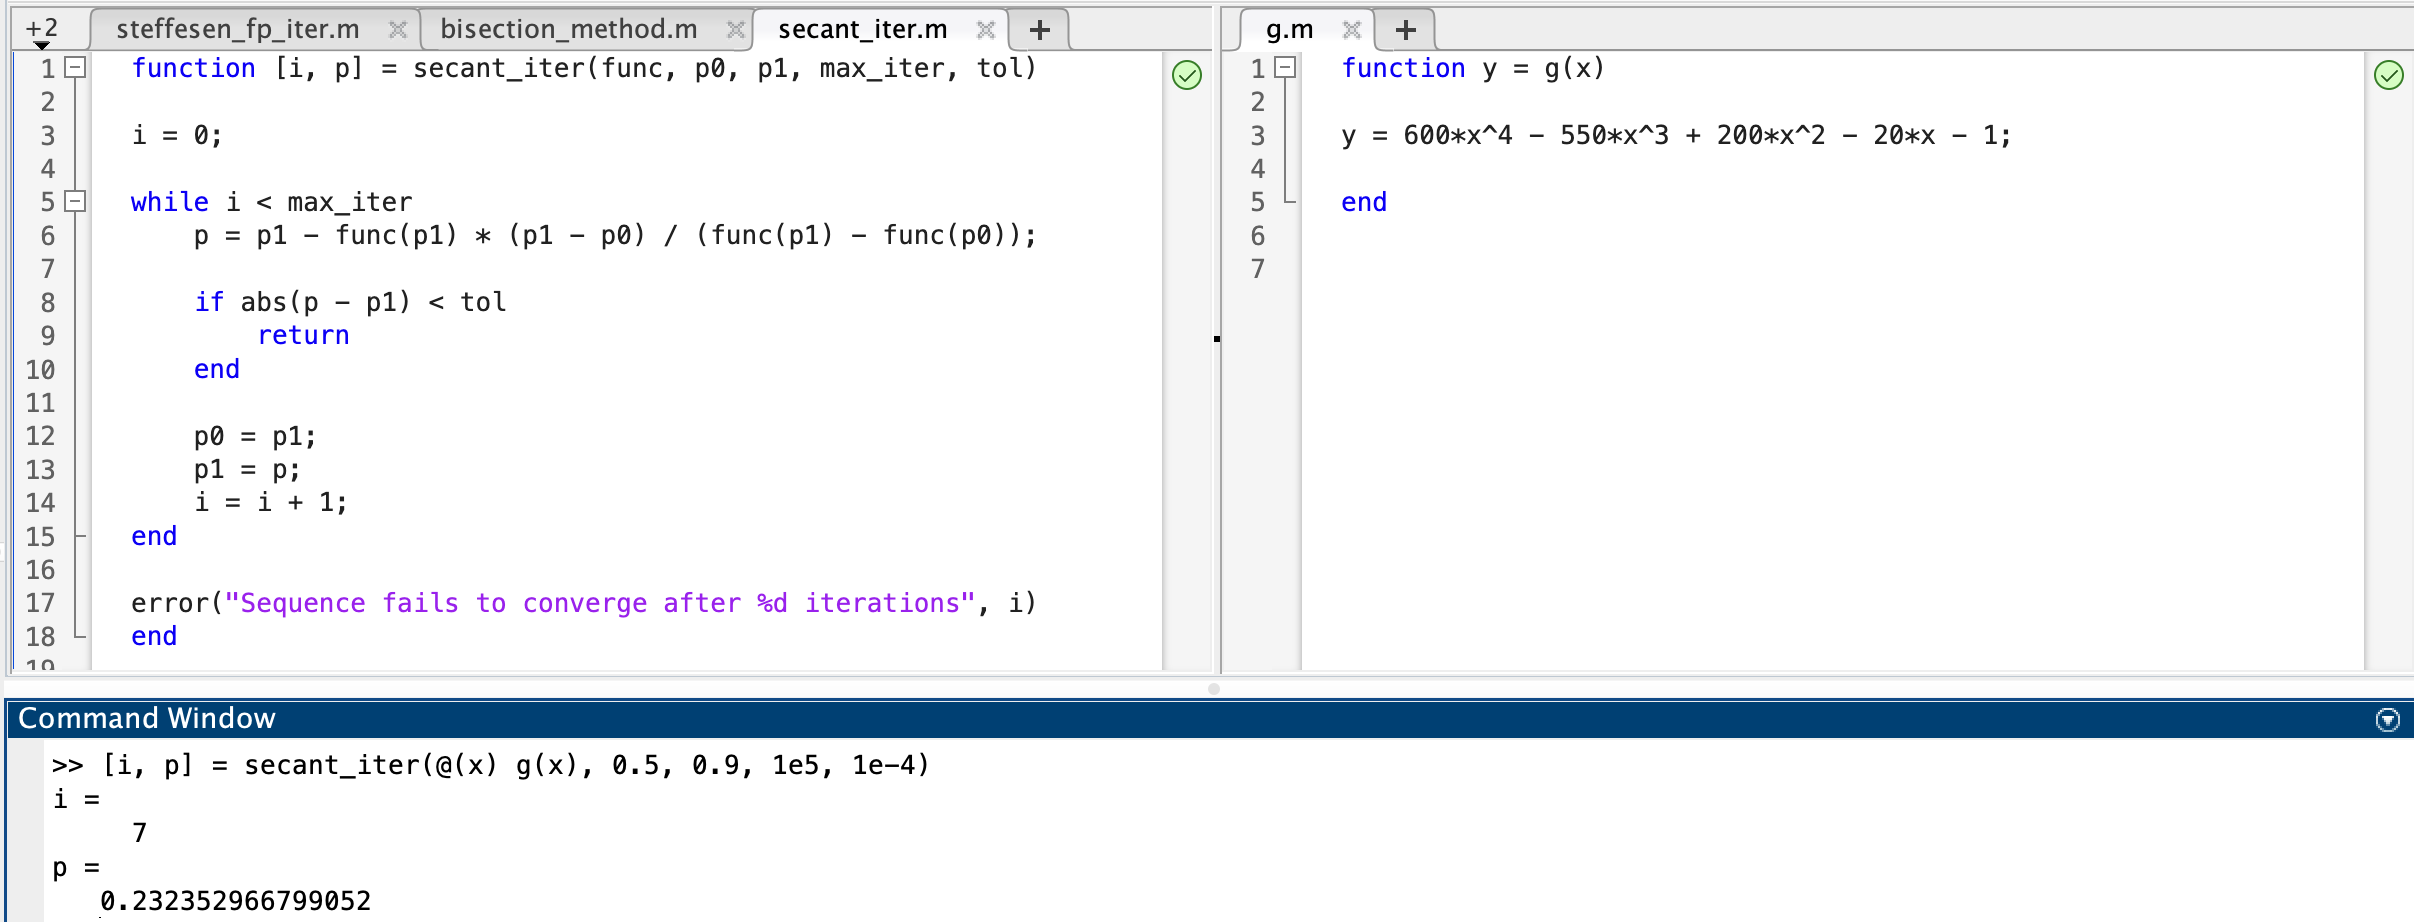 +2 steffesen_fp_iter.m bisection_method.m secant_iter.m +
1 function [i, p] = secant_iter(func, p0, p1, max_iter, tol)
2
3 i = 0;
4
5 while i < max_iter
6 p = p1 - func(p1) * (p1 - p0) / (func(p1) - func(p0));
7
8 if abs(p - p1) < tol
9 return
10 end
11
12 p0 = p1;
13 p1 = p;
14 i = i + 1;
15 end
16
17 error("Sequence fails to converge after %d iterations", i)
18 end
19
g.m +
1 function y = g(x)
2
3 y = 600*x^4 - 550*x^3 + 200*x^2 - 20*x - 1;
4
5 end
6
7
Command Window
>> [i, p] = secant_iter(@(x) g(x), 0.5, 0.9, 1e5, 1e-4)
i =
7
p =
0.232352966799052